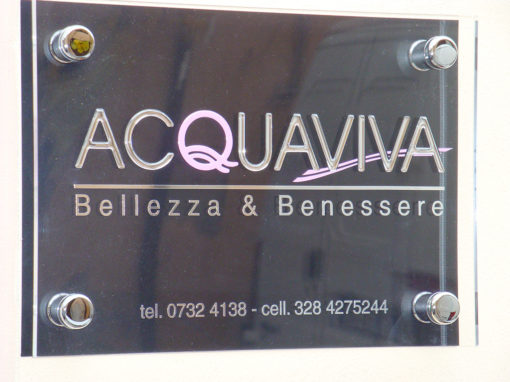 ACQUAVIVA
Bellezza & Benessere
tel. 0732 4138 - cell. 328 4275244